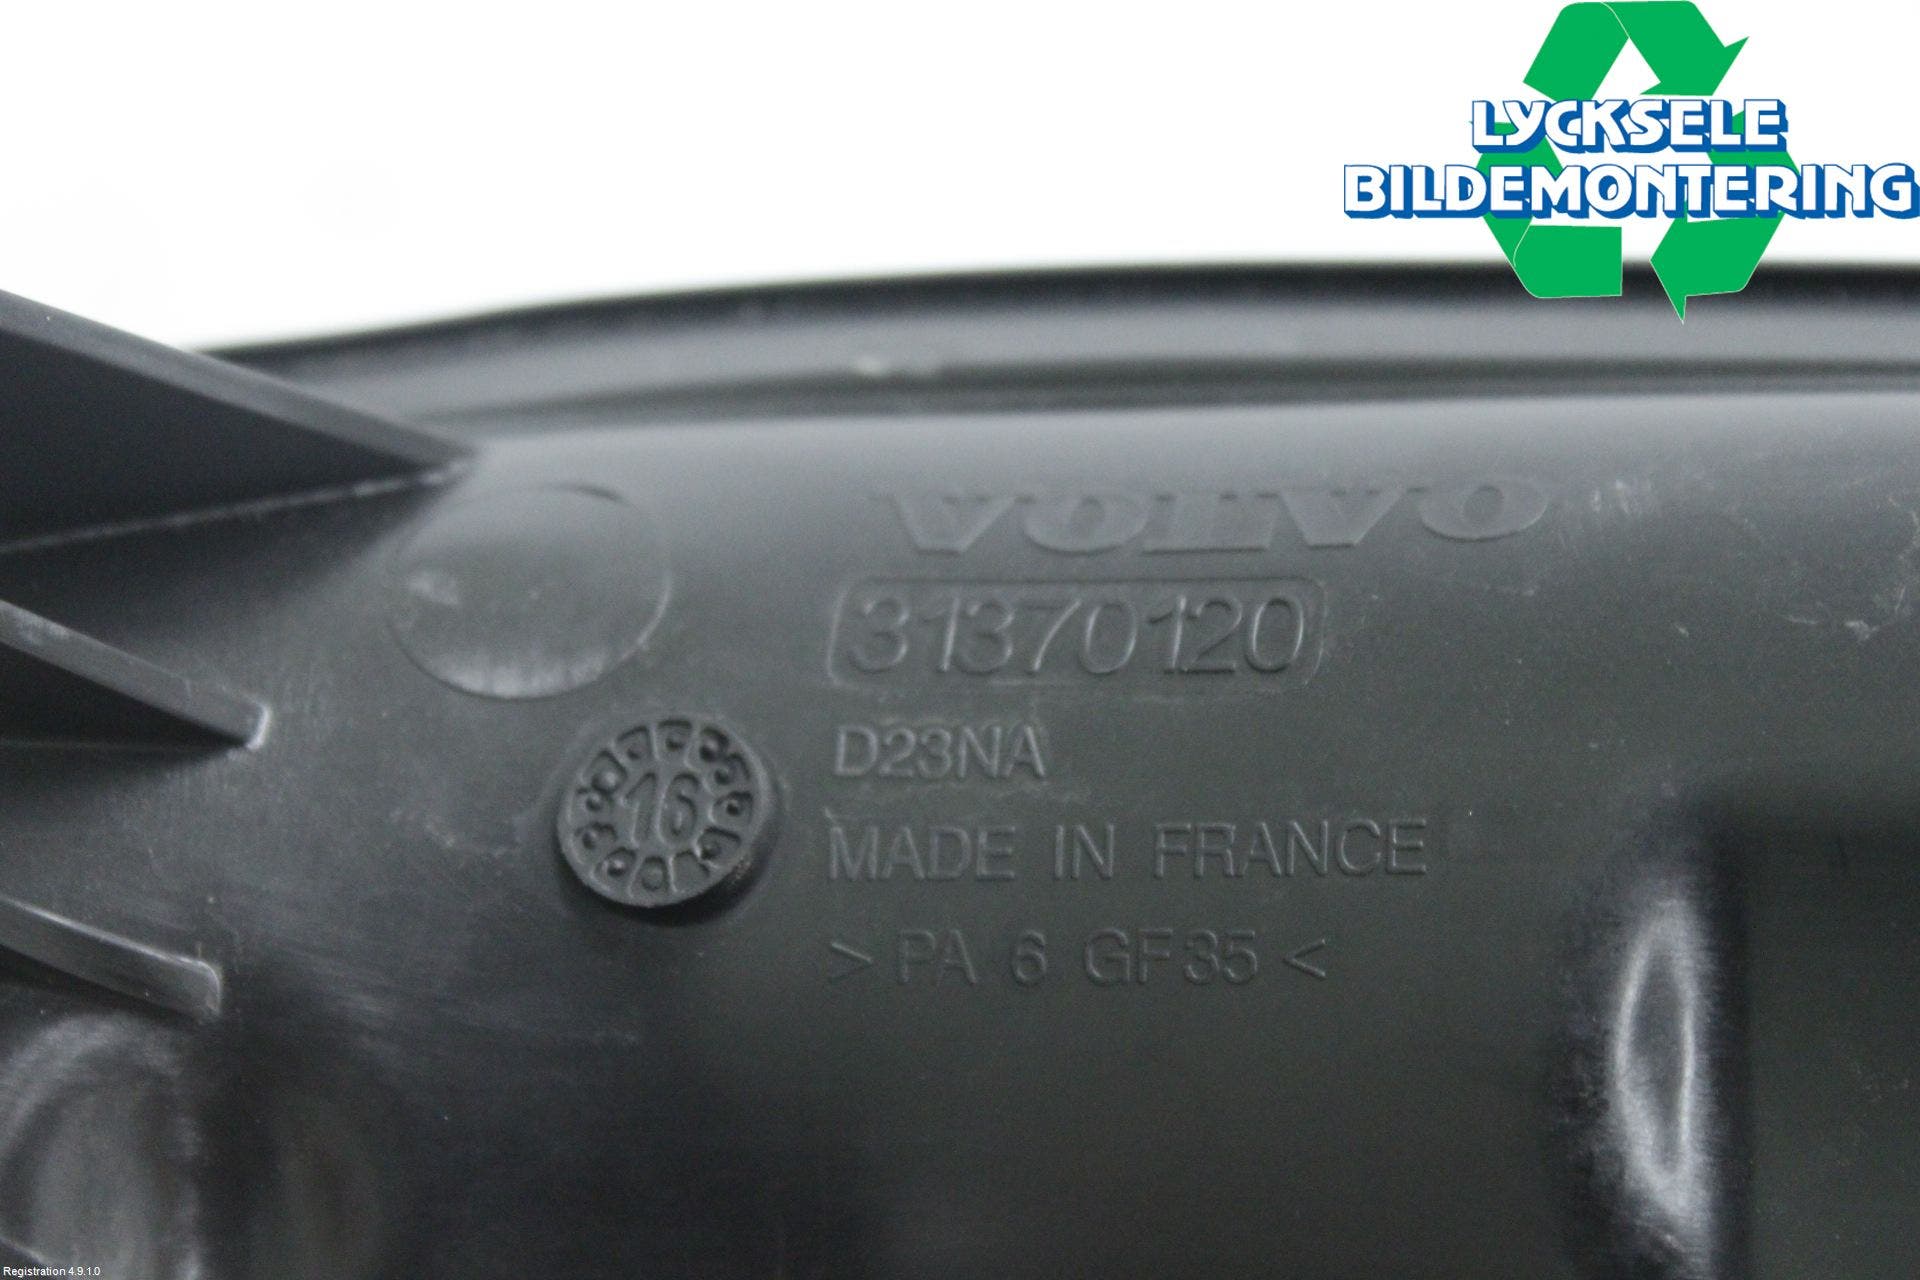 LYCKSELE
BILDEMONTERING
VOLVO
31370120
D23NA
MADE IN FRANCE
> PA 6 GF35 <
16
Registration 4.9.1.0